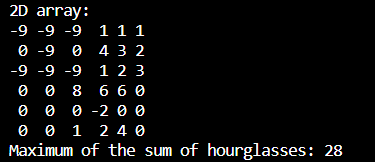 2D array:
-9 -9 -9  1 1 1
 0 -9  0  4 3 2
-9 -9 -9  1 2 3
 0  0  8  6 6 0
 0  0  0 -2 0 0
 0  0  1  2 4 0
Maximum of the sum of hourglasses: 28